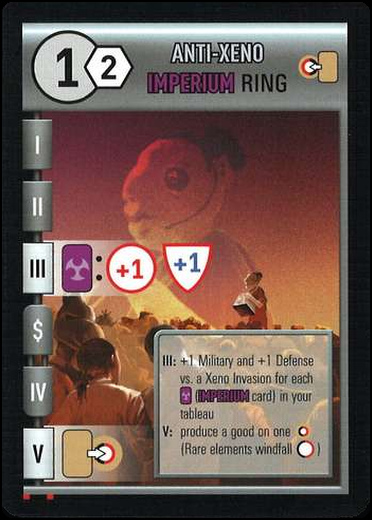 1 2
ANTI-XENO
IMPERIUM RING
I
II
III : +1 +1
$
IV
V
III: +1 Military and +1 Defense
vs. a Xeno Invasion for each
(IMPERIUM card) in your
tableau
V: produce a good on one
(Rare elements windfall )